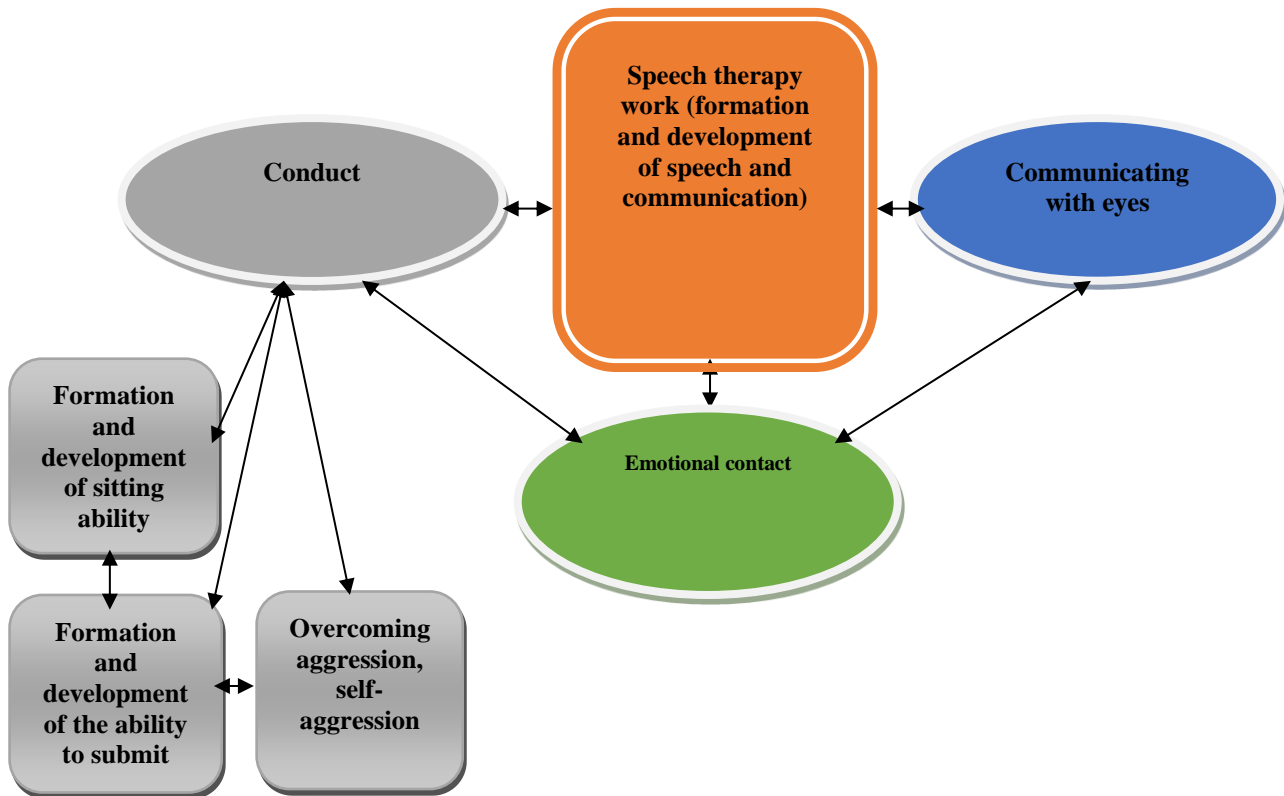 Speech therapy
work (formation
and development
of speech and
communication)
Conduct
Communicating
with eyes
Formation
and
development
of sitting
ability
Emotional contact
Formation
and
development
of the ability
to submit
Overcoming
aggression,
self-
aggression